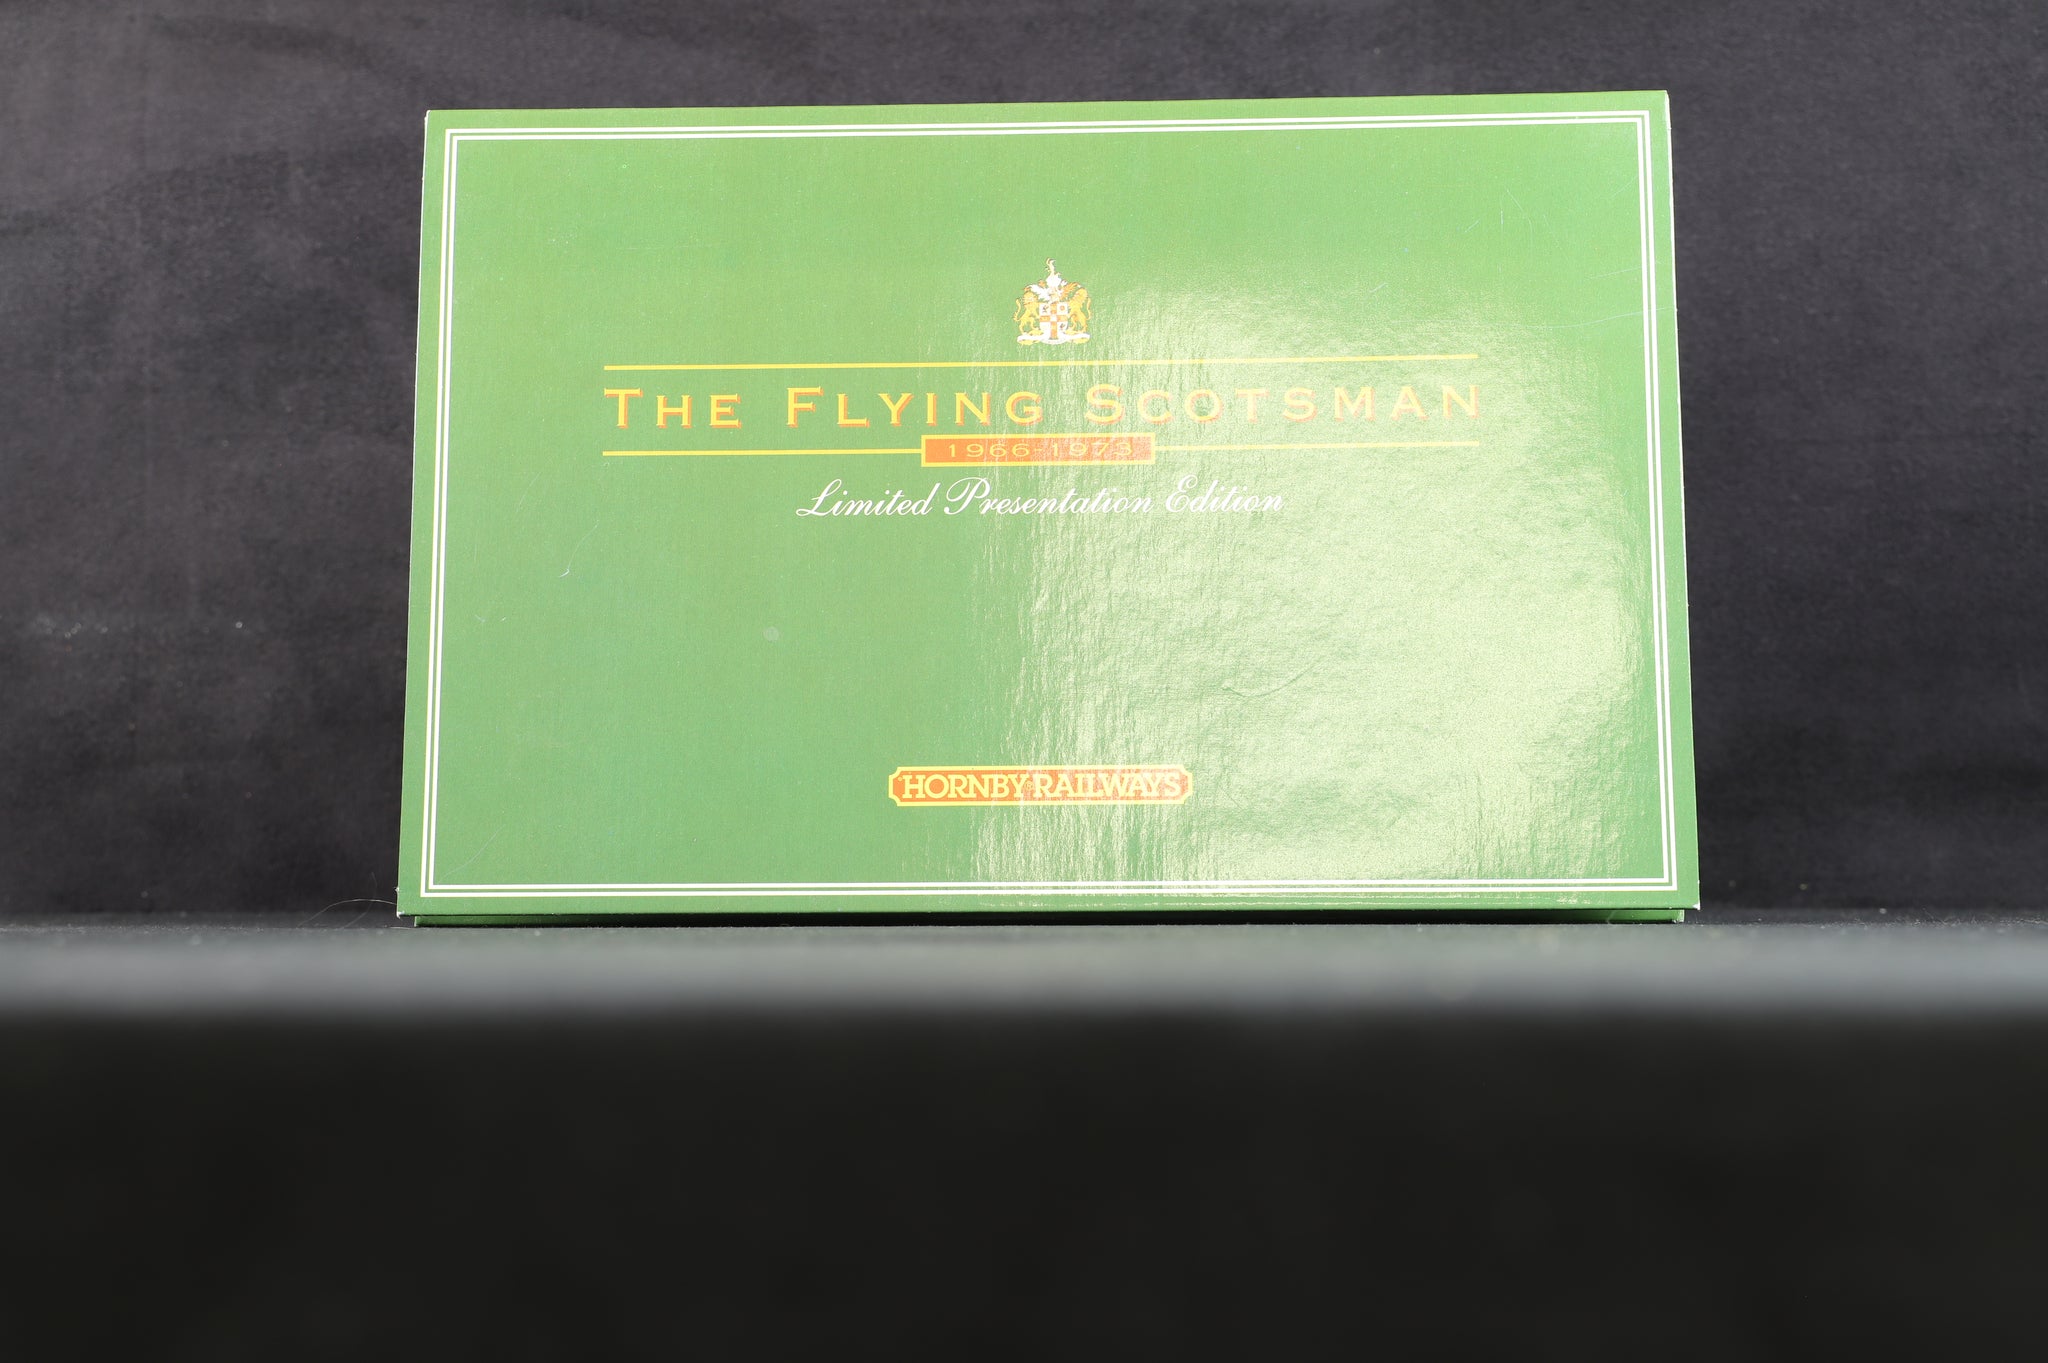 THE FLYING SCOTSMAN
1966-1973
Limited Presentation Edition
HORNBY RAILWAYS